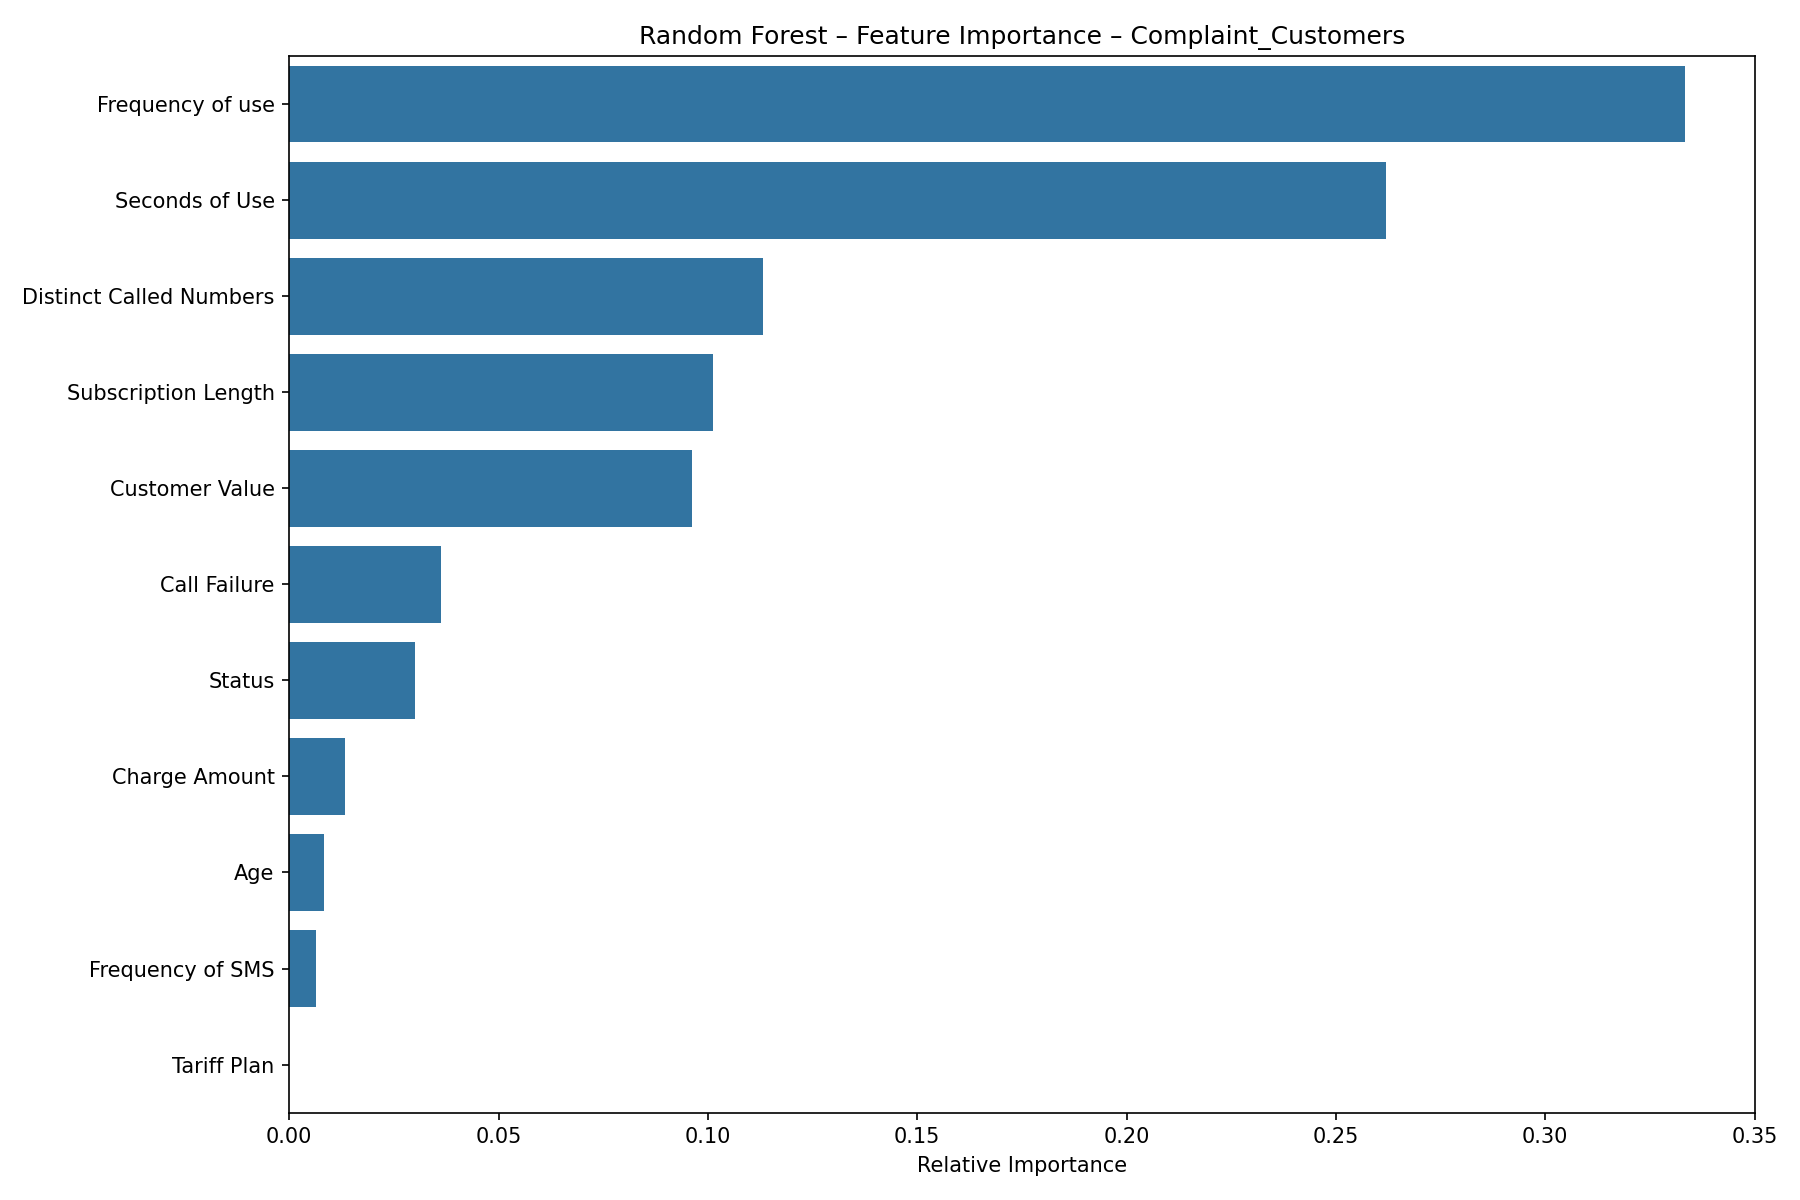 Random Forest – Feature Importance – Complaint_Customers
Frequency of use
Seconds of Use
Distinct Called Numbers
Subscription Length
Customer Value
Call Failure
Status
Charge Amount
Age
Frequency of SMS
Tariff Plan
0.00 0.05 0.10 0.15 0.20 0.25 0.30 0.35
Relative Importance